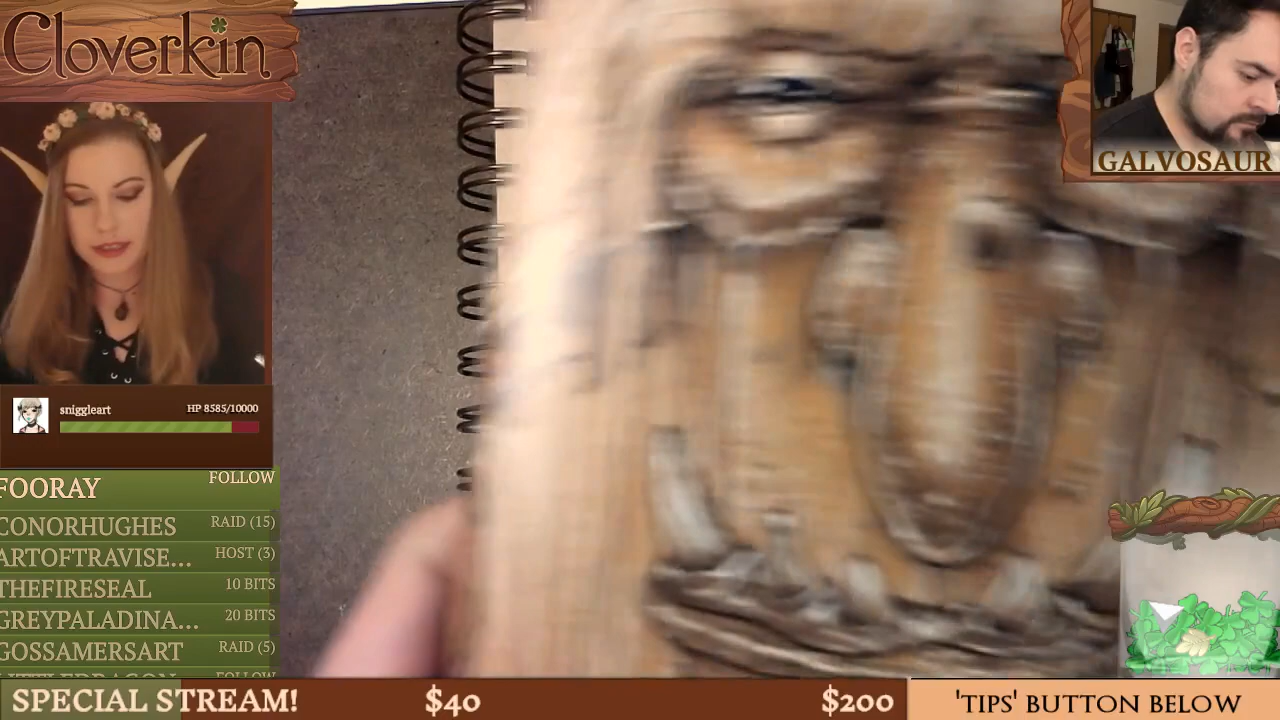 Cloverkin
GALVOSAUR
sniggleart HP 8585/10000
FOORAY FOLLOW
CONORHUGHES RAID (15)
ARTOFTRAVISE... HOST (3)
THEFIRESEAL 10 BITS
GREYPALADINA... 20 BITS
GOSSAMERSART RAID (5)
SPECIAL STREAM! $40 $200 'TIPS' BUTTON BELOW